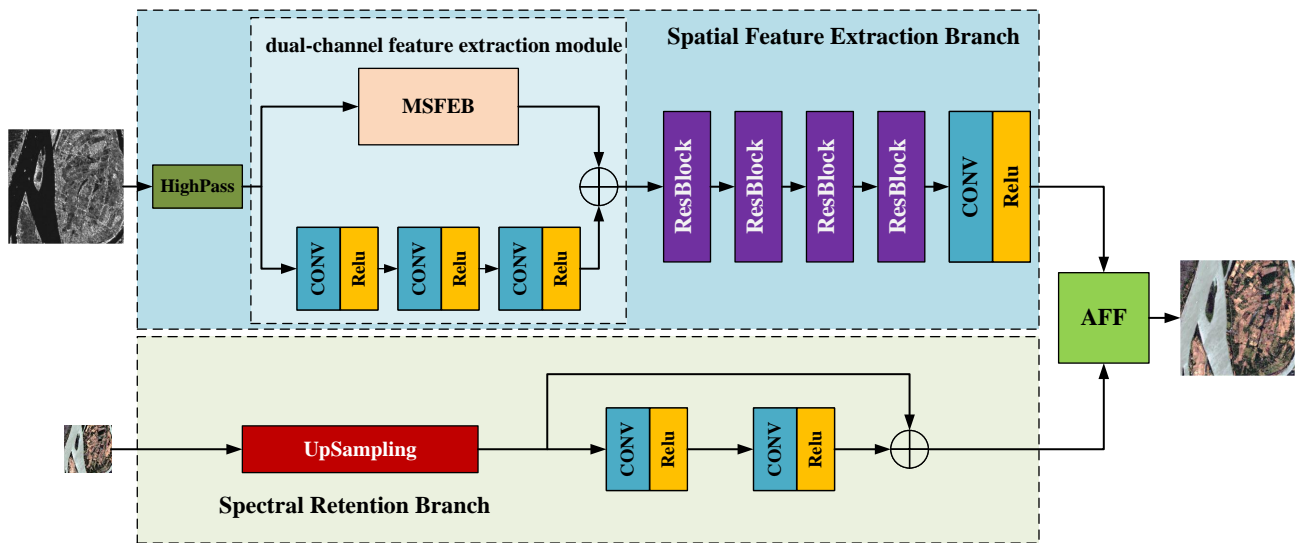 Spatial Feature Extraction Branch
dual-channel feature extraction module
MSFEB
HighPass
CONV
Relu
CONV
Relu
CONV
Relu
ResBlock
ResBlock
ResBlock
ResBlock
CONV
Relu
AFF
UpSampling
CONV
Relu
CONV
Relu
Spectral Retention Branch